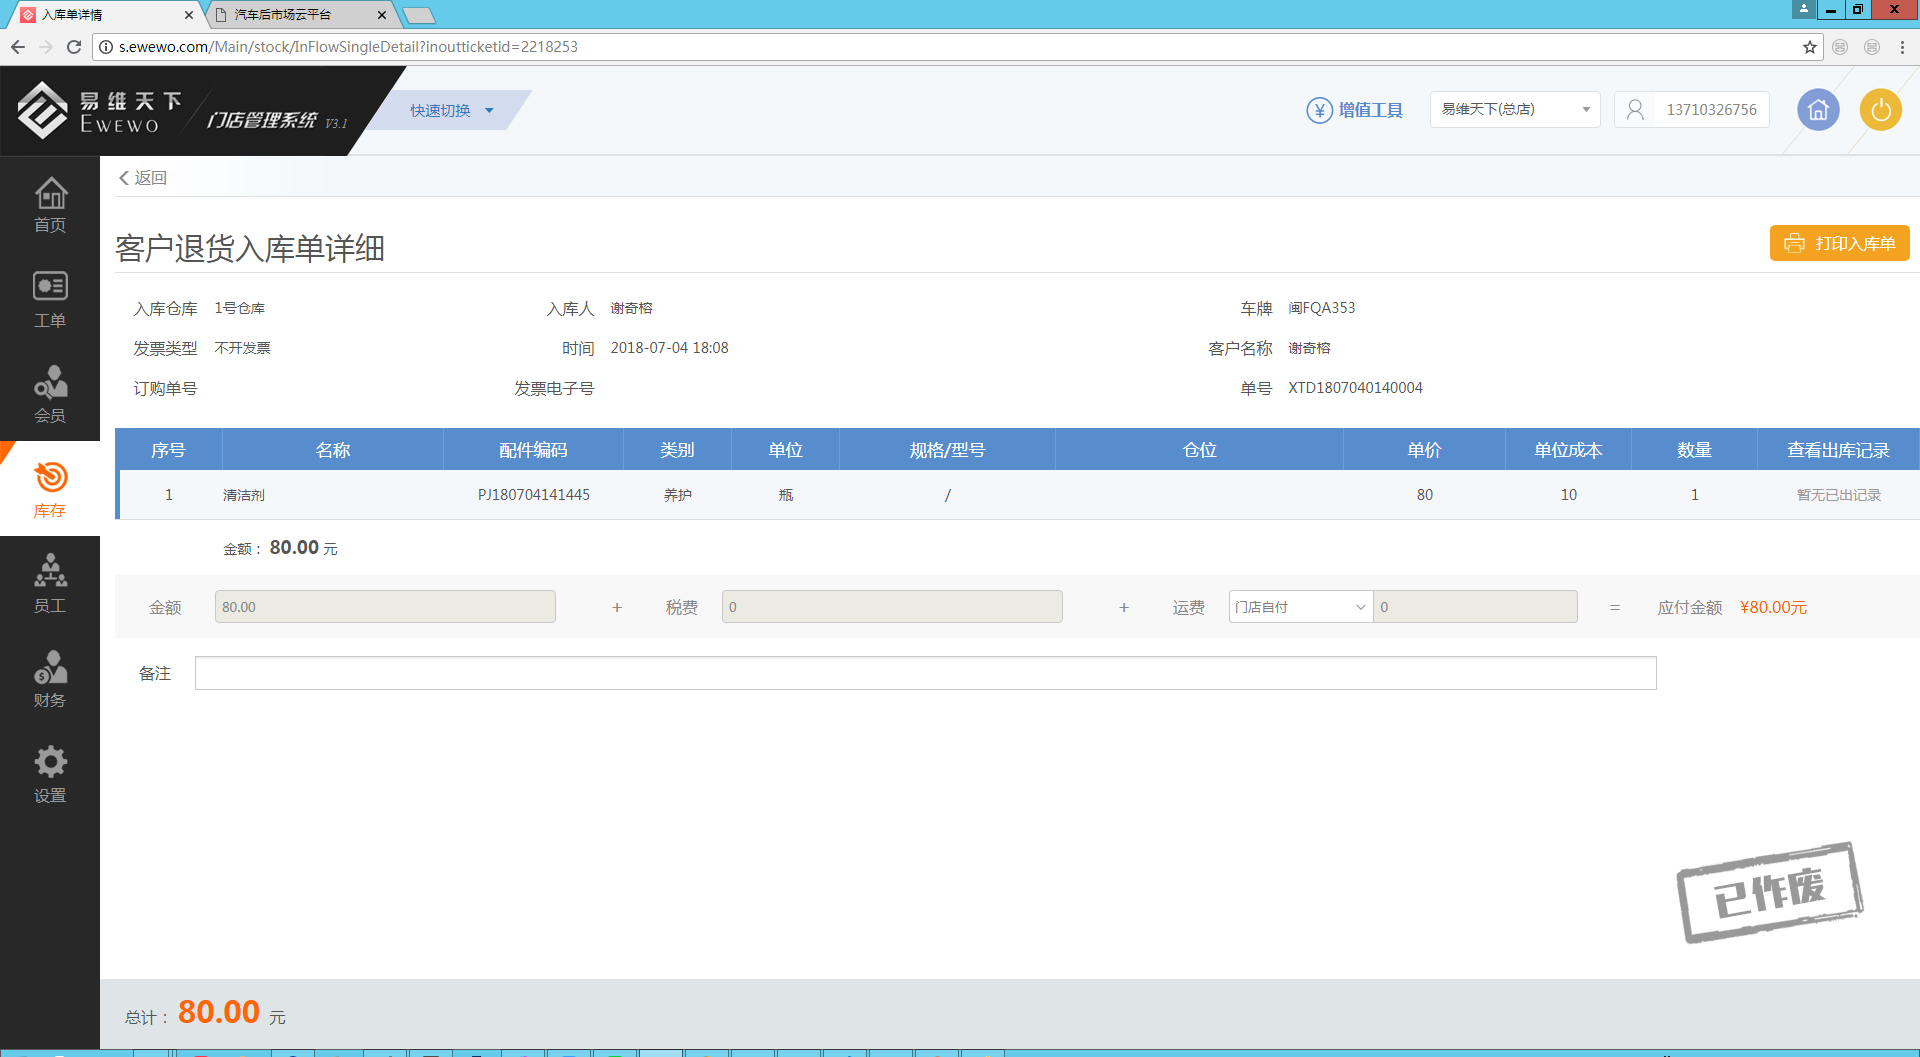 入库单详情
汽车后市场云平台
s.ewewo.com/Main/stock/InFlowSingleDetail?inoutticketid=2218253
易维天下
EWEWO
门店管理系统 V3.1
快速切换
¥ 增值工具
易维天下(总店)
13710326756
返回
首页
工单
会员
库存
员工
财务
设置
客户退货入库单详细
打印入库单
入库仓库 1号仓库 入库人 谢奇榕 车牌 闽FQA353
发票类型 不开发票 时间 2018-07-04 18:08 客户名称 谢奇榕
订购单号 发票电子号 单号 XTD1807040140004
序号 名称 配件编码 类别 单位 规格/型号 仓位 单价 单位成本 数量 查看出库记录
1 清洁剂 PJ180704141445 养护 瓶 / 80 10 1 暂无已出记录
金额： 80.00 元
金额 80.00 + 税费 0 + 运费 门店自付 0 = 应付金额 ¥80.00元
备注
已作废
总计： 80.00 元